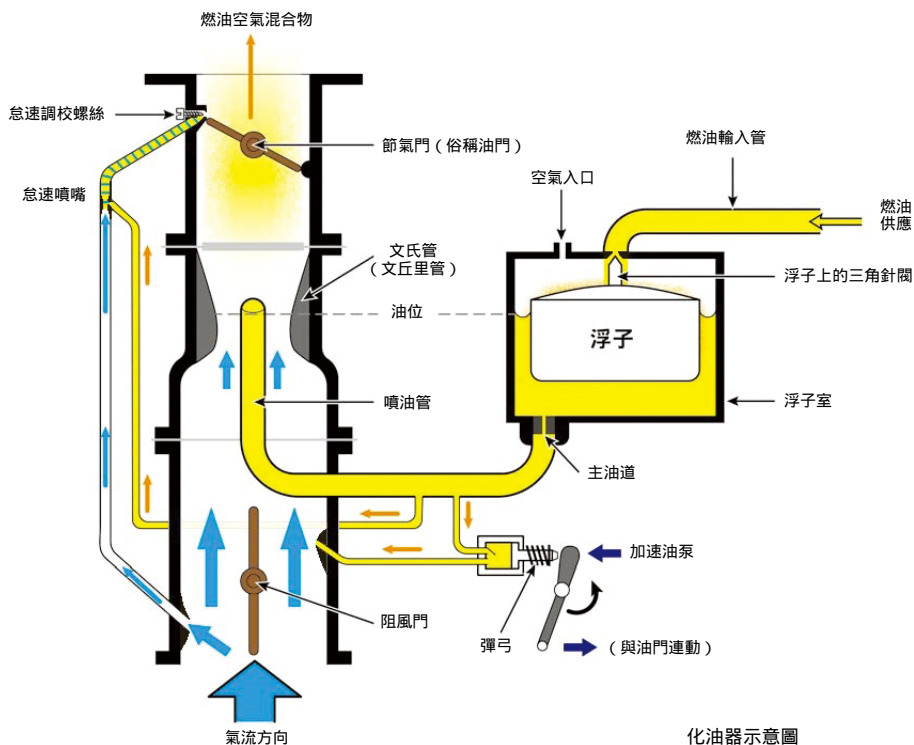 燃油空氣混合物
怠速調校螺絲
節氣門（俗稱油門）
燃油輸入管
空氣入口
怠速噴嘴
燃油
供應
文氏管
（文丘里管）
浮子上的三角針閥
油位
浮子
噴油管
浮子室
主油道
加速油泵
阻風門
彈弓
（與油門連動）
氣流方向
化油器示意圖